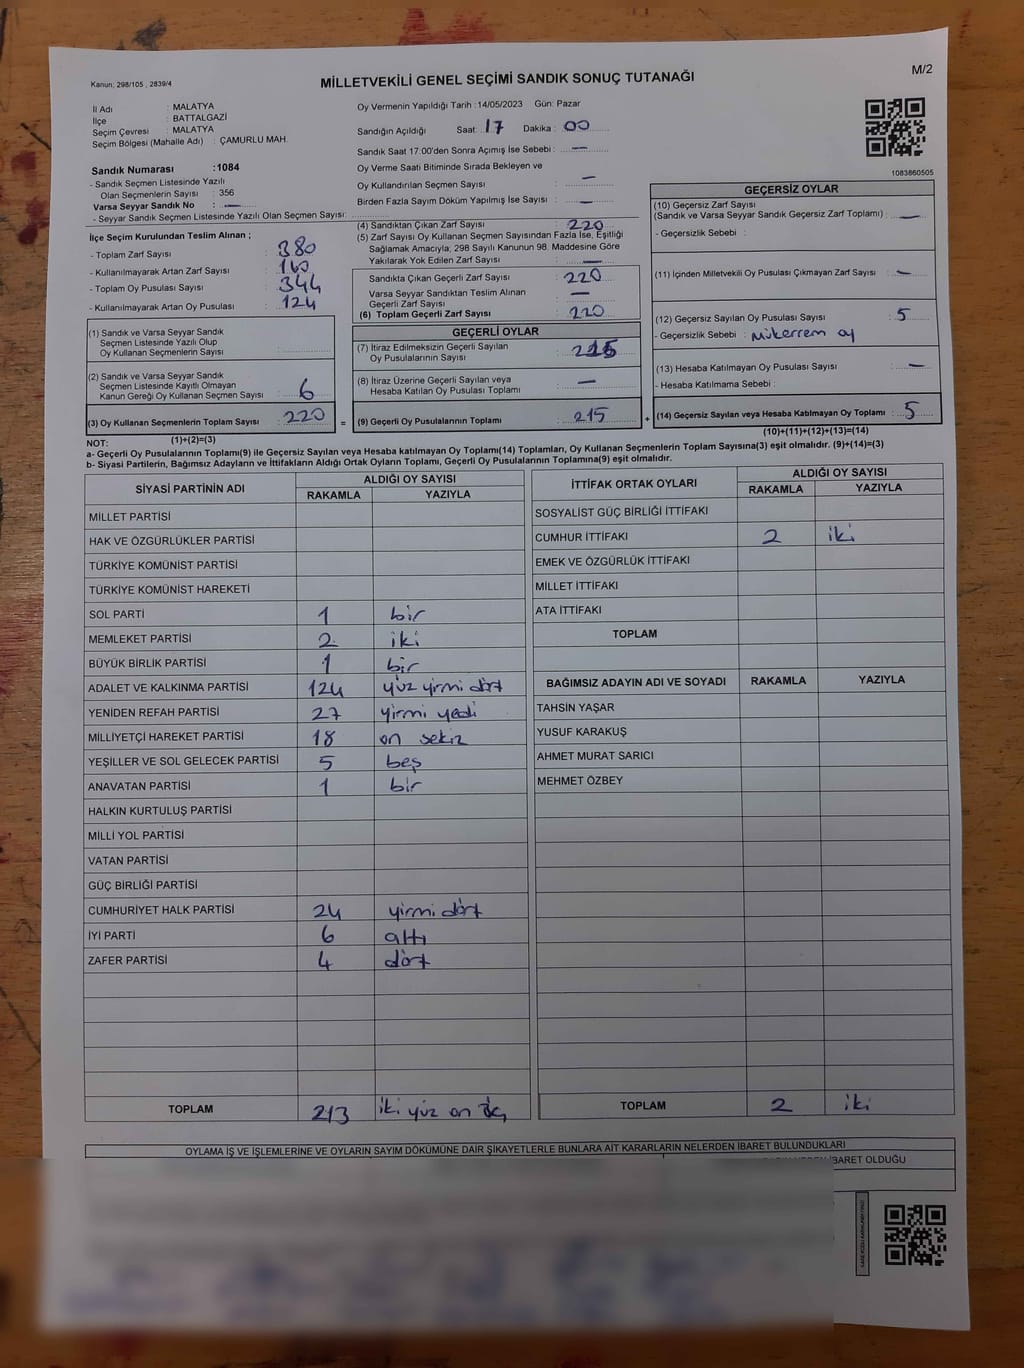 Kanun; 298/105 , 2839/4
MİLLETVEKİLİ GENEL SEÇİMİ SANDIK SONUÇ TUTANAĞI
M/2
İl Adı : MALATYA
İlçe : BATTALGAZİ
Seçim Çevresi : MALATYA
Seçim Bölgesi (Mahalle Adı) : ÇAMURLU MAH.
Oy Vermenin Yapıldığı Tarih : 14/05/2023 Gün: Pazar
Sandığın Açıldığı Saat: 17 Dakika : 00
Sandık Saat 17:00'den Sonra Açımış İse Sebebi : —
Oy Verme Saati Bitiminde Sırada Bekleyen ve
Oy Kullandırılan Seçmen Sayısı : —
Birden Fazla Sayım Döküm Yapılmış İse Sayısı : —
1083860505
Sandık Numarası :1084
- Sandık Seçmen Listesinde Yazılı
Olan Seçmenlerin Sayısı : 356
Varsa Seyyar Sandık No : —
- Seyyar Sandık Seçmen Listesinde Yazılı Olan Seçmen Sayısı:
İlçe Seçim Kurulundan Teslim Alınan ;
- Toplam Zarf Sayısı : 380
- Kullanılmayarak Artan Zarf Sayısı : 160
- Toplam Oy Pusulası Sayısı : 344
- Kullanılmayarak Artan Oy Pusulası : 124
(1) Sandık ve Varsa Seyyar Sandık
Seçmen Listesinde Yazılı Olup
Oy Kullanan Seçmenlerin Sayısı :
(2) Sandık ve Varsa Seyyar Sandık
Seçmen Listesinde Kayıtlı Olmayan
Kanun Gereği Oy Kullanan Seçmen Sayısı : 6
(3) Oy Kullanan Seçmenlerin Toplam Sayısı : 220
(1)+(2)=(3)
(4) Sandıktan Çıkan Zarf Sayısı : 220
(5) Zarf Sayısı Oy Kullanan Seçmen Sayısından Fazla İse, Eşitliği
Sağlamak Amacıyla, 298 Sayılı Kanunun 98. Maddesine Göre
Yakılarak Yok Edilen Zarf Sayısı : —
Sandıkta Çıkan Geçerli Zarf Sayısı : 220
Varsa Seyyar Sandıktan Teslim Alınan
Geçerli Zarf Sayısı : —
(6) Toplam Geçerli Zarf Sayısı : 220
GEÇERLİ OYLAR
(7) İtiraz Edilmeksizin Geçerli Sayılan
Oy Pusulalarının Sayısı : 215
(8) İtiraz Üzerine Geçerli Sayılan veya
Hesaba Katılan Oy Pusulası Toplamı : —
= (9) Geçerli Oy Pusulalarının Toplamı : 215 +
GEÇERSİZ OYLAR
(10) Geçersiz Zarf Sayısı
(Sandık ve Varsa Seyyar Sandık Geçersiz Zarf Toplamı) : —
- Geçersizlik Sebebi :
(11) İçinden Milletvekili Oy Pusulası Çıkmayan Zarf Sayısı : —
(12) Geçersiz Sayılan Oy Pusulası Sayısı : 5
- Geçersizlik Sebebi : Mükerrem oy
(13) Hesaba Katılmayan Oy Pusulası Sayısı : —
- Hesaba Katılmama Sebebi :
(14) Geçersiz Sayılan veya Hesaba Katılmayan Oy Toplamı : 5
(10)+(11)+(12)+(13)=(14)
NOT:
a- Geçerli Oy Pusulalarının Toplamı(9) ile Geçersiz Sayılan veya Hesaba katılmayan Oy Toplamı(14) Toplamları, Oy Kullanan Seçmenlerin Toplam Sayısına(3) eşit olmalıdır. (9)+(14)=(3)
b- Siyasi Partilerin, Bağımsız Adayların ve İttifakların Aldığı Ortak Oyların Toplamı, Geçerli Oy Pusulalarının Toplamına(9) eşit olmalıdır.
SİYASİ PARTİNİN ADI ALDIĞI OY SAYISI
RAKAMLA YAZIYLA
MİLLET PARTİSİ
HAK VE ÖZGÜRLÜKLER PARTİSİ
TÜRKİYE KOMÜNİST PARTİSİ
TÜRKİYE KOMÜNİST HAREKETİ
SOL PARTİ 1 bir
MEMLEKET PARTİSİ 2 iki
BÜYÜK BİRLİK PARTİSİ 1 bir
ADALET VE KALKINMA PARTİSİ 124 yüz yirmi dört
YENİDEN REFAH PARTİSİ 27 yirmi yedi
MİLLİYETÇİ HAREKET PARTİSİ 18 on sekiz
YEŞİLLER VE SOL GELECEK PARTİSİ 5 beş
ANAVATAN PARTİSİ 1 bir
HALKIN KURTULUŞ PARTİSİ
MİLLİ YOL PARTİSİ
VATAN PARTİSİ
GÜÇ BİRLİĞİ PARTİSİ
CUMHURİYET HALK PARTİSİ 24 yirmi dört
İYİ PARTİ 6 altı
ZAFER PARTİSİ 4 dört
TOPLAM 213 iki yüz on üç
İTTİFAK ORTAK OYLARI ALDIĞI OY SAYISI
RAKAMLA YAZIYLA
SOSYALİST GÜÇ BİRLİĞİ İTTİFAKI
CUMHUR İTTİFAKI 2 iki
EMEK VE ÖZGÜRLÜK İTTİFAKI
MİLLET İTTİFAKI
ATA İTTİFAKI
TOPLAM
BAĞIMSIZ ADAYIN ADI VE SOYADI RAKAMLA YAZIYLA
TAHSİN YAŞAR
YUSUF KARAKUŞ
AHMET MURAT SARICI
MEHMET ÖZBEY
TOPLAM 2 iki
OYLAMA İŞ VE İŞLEMLERİNE VE OYLARIN SAYIM DÖKÜMÜNE DAİR ŞİKAYETLERLE BUNLARA AİT KARARLARIN NELERDEN İBARET BULUNDUKLARI
İBARET OLDUĞU